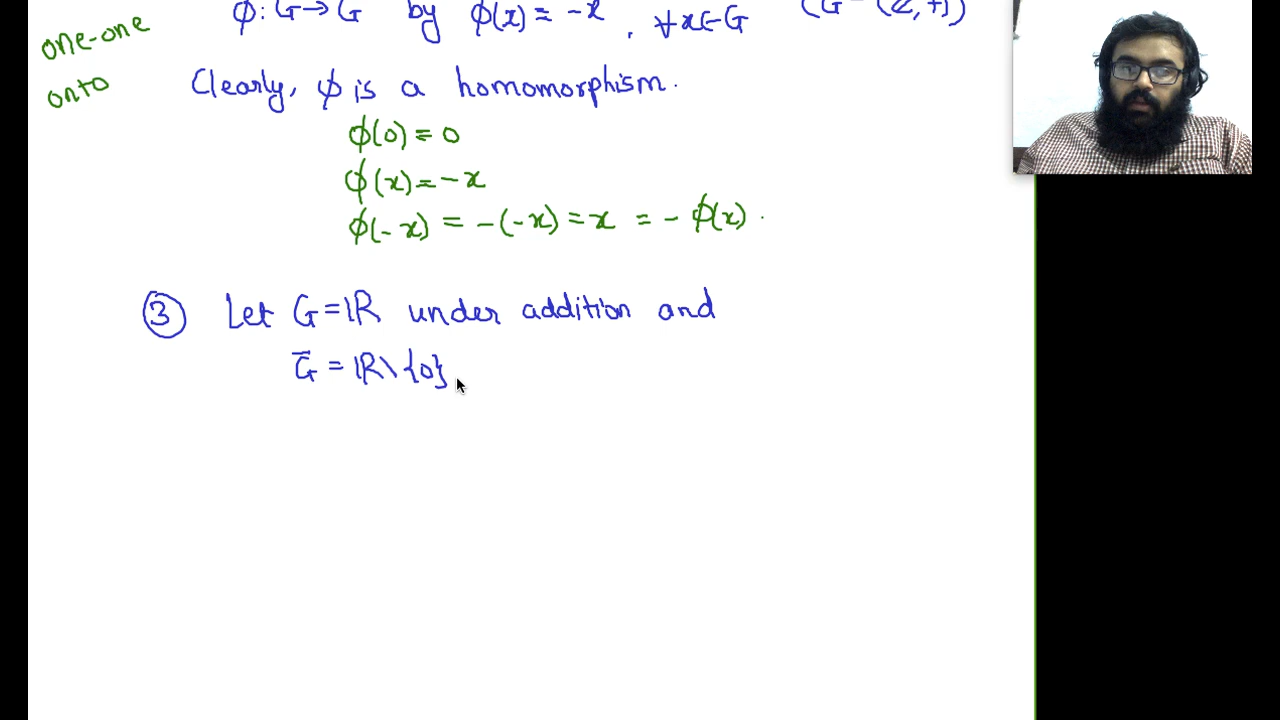 one-one
onto
φ: G→G by φ(x) = -x, ∀x∈G (G = (ℤ,+))
Clearly, φ is a homomorphism.
φ(0) = 0
φ(x) = -x
φ(-x) = -(-x) = x = - φ(x).
③ Let G = ℝ under addition and
G̅ = ℝ\{0}